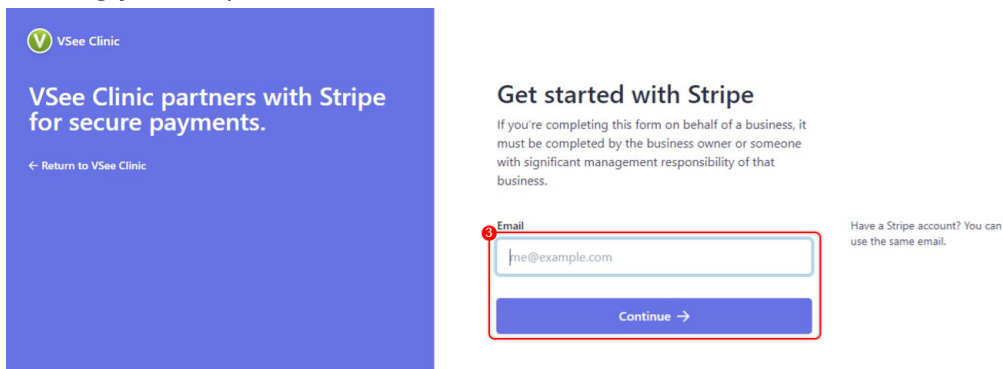 VSee Clinic
VSee Clinic partners with Stripe
for secure payments.
← Return to VSee Clinic
Get started with Stripe
If you're completing this form on behalf of a business, it
must be completed by the business owner or someone
with significant management responsibility of that
business.
3
Email
me@example.com
Continue →
Have a Stripe account? You can
use the same email.